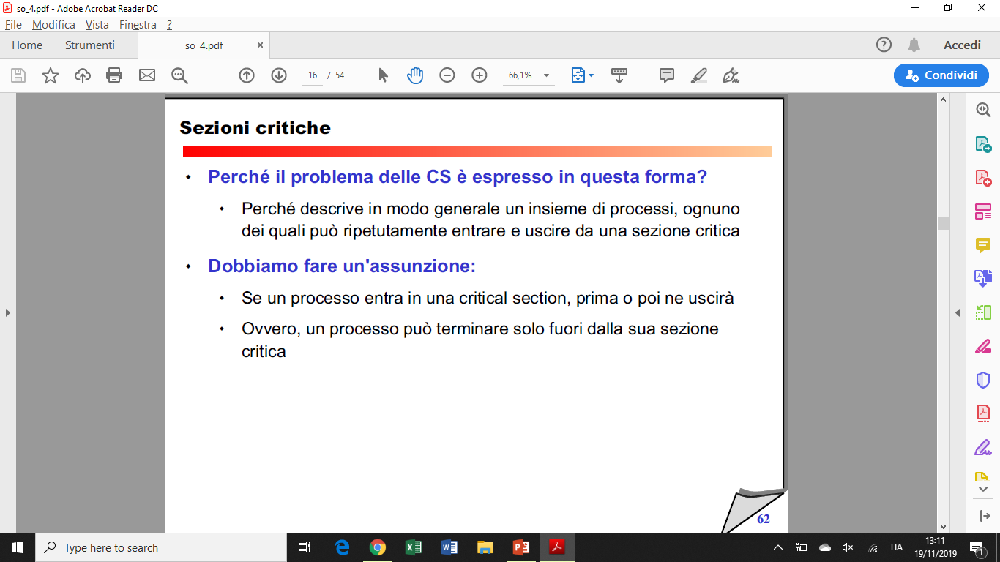 so_4.pdf - Adobe Acrobat Reader DC
File Modifica Vista Finestra ?
Home Strumenti so_4.pdf Accedi
16 / 54 66,1% Condividi
Sezioni critiche
Perché il problema delle CS è espresso in questa forma?
Perché descrive in modo generale un insieme di processi, ognuno
dei quali può ripetutamente entrare e uscire da una sezione critica
Dobbiamo fare un'assunzione:
Se un processo entra in una critical section, prima o poi ne uscirà
Ovvero, un processo può terminare solo fuori dalla sua sezione
critica
62
Type here to search
ITA
13:11
19/11/2019
1